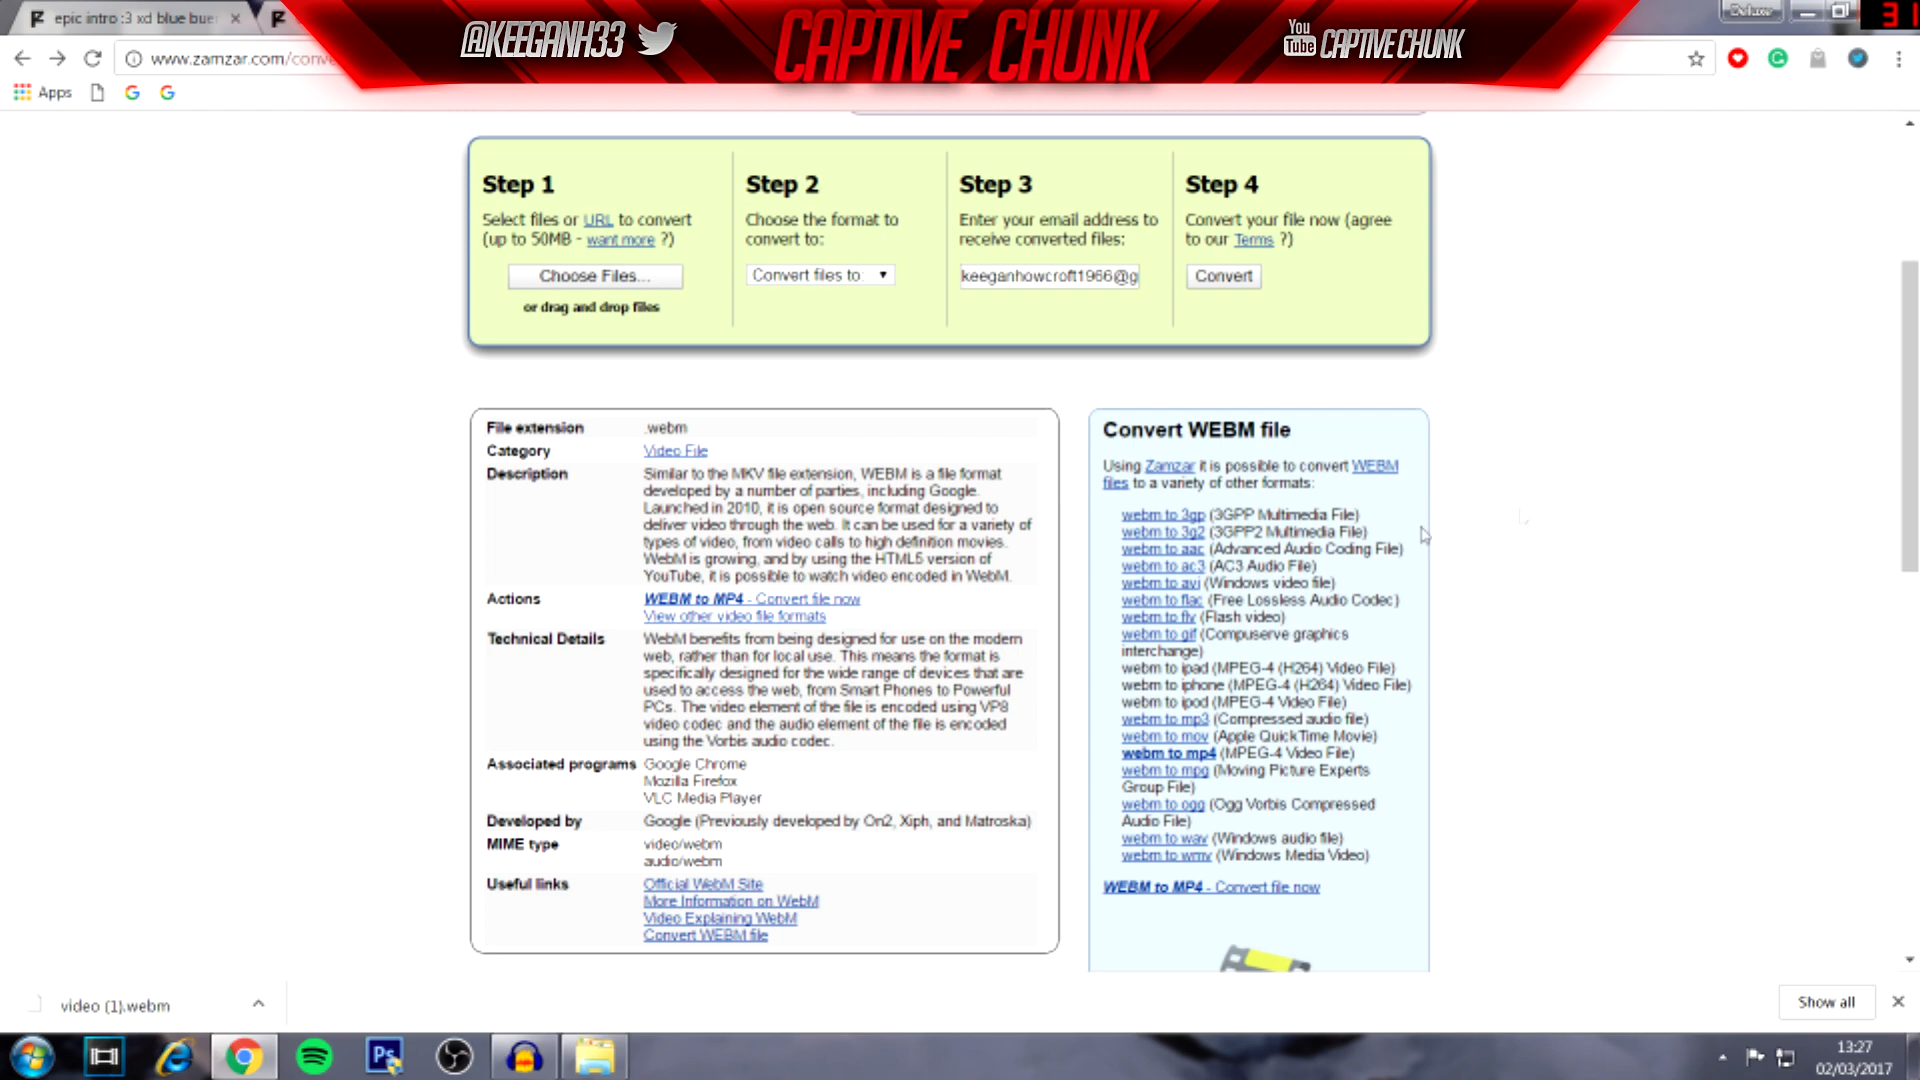 epic intro :3 xd blue
@KEEGANH33
CAPTIVE CHUNK
You
Tube CAPTIVE CHUNK
Deluxe
31
www.zamzar.com/conve
Apps
Step 1
Select files or URL to convert
(up to 50MB - want more ?)
Choose Files...
or drag and drop files
Step 2
Choose the format to
convert to:
Convert files to:
Step 3
Enter your email address to
receive converted files:
keeganhowcroft1966@g
Step 4
Convert your file now (agree
to our Terms ?)
Convert
File extension .webm
Category Video File
Description Similar to the MKV file extension, WEBM is a file format
developed by a number of parties, including Google.
Launched in 2010, it is open source format designed to
deliver video through the web. It can be used for a variety of
types of video, from video calls to high definition movies.
WebM is growing, and by using the HTML5 version of
YouTube, it is possible to watch video encoded in WebM.
Actions WEBM to MP4 - Convert file now
View other video file formats
Technical Details WebM benefits from being designed for use on the modern
web, rather than for local use. This means the format is
specifically designed for the wide range of devices that are
used to access the web, from Smart Phones to Powerful
PCs. The video element of the file is encoded using VP8
video codec and the audio element of the file is encoded
using the Vorbis audio codec.
Associated programs Google Chrome
Mozilla Firefox
VLC Media Player
Developed by Google (Previously developed by On2, Xiph, and Matroska)
MIME type video/webm
audio/webm
Useful links Official WebM Site
More Information on WebM
Video Explaining WebM
Convert WEBM file
Convert WEBM file
Using Zamzar it is possible to convert WEBM
files to a variety of other formats:
webm to 3gp (3GPP Multimedia File)
webm to 3g2 (3GPP2 Multimedia File)
webm to aac (Advanced Audio Coding File)
webm to ac3 (AC3 Audio File)
webm to avi (Windows video file)
webm to flac (Free Lossless Audio Codec)
webm to flv (Flash video)
webm to gif (Compuserve graphics
interchange)
webm to ipad (MPEG-4 (H264) Video File)
webm to iphone (MPEG-4 (H264) Video File)
webm to ipod (MPEG-4 Video File)
webm to mp3 (Compressed audio file)
webm to mov (Apple QuickTime Movie)
webm to mp4 (MPEG-4 Video File)
webm to mpg (Moving Picture Experts
Group File)
webm to ogg (Ogg Vorbis Compressed
Audio File)
webm to wav (Windows audio file)
webm to wmv (Windows Media Video)
WEBM to MP4 - Convert file now
video (1).webm
Show all
Ps
13:27
02/03/2017